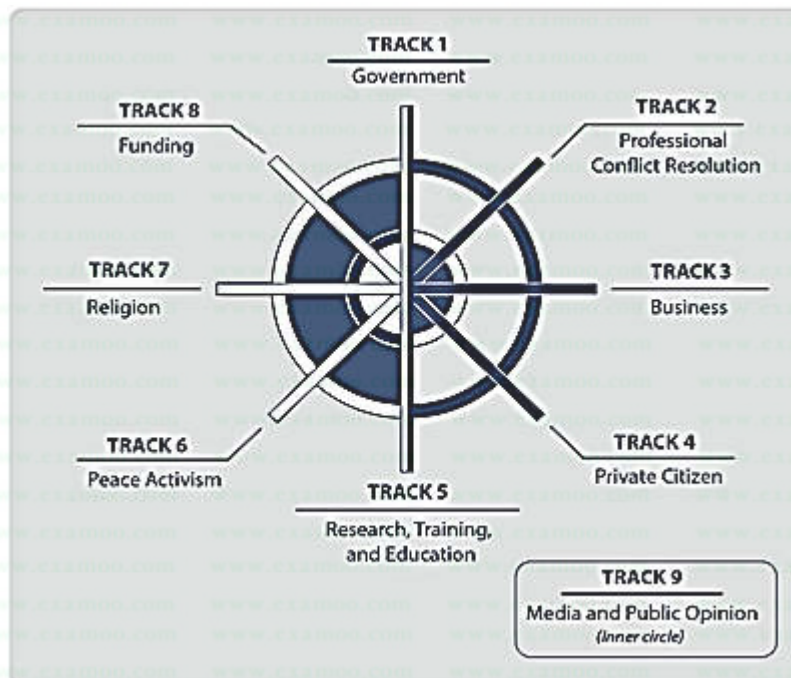 TRACK 1
Government
TRACK 8
Funding
TRACK 2
Professional
Conflict Resolution
TRACK 7
Religion
TRACK 3
Business
TRACK 6
Peace Activism
TRACK 4
Private Citizen
TRACK 5
Research, Training,
and Education
TRACK 9
Media and Public Opinion
(Inner circle)